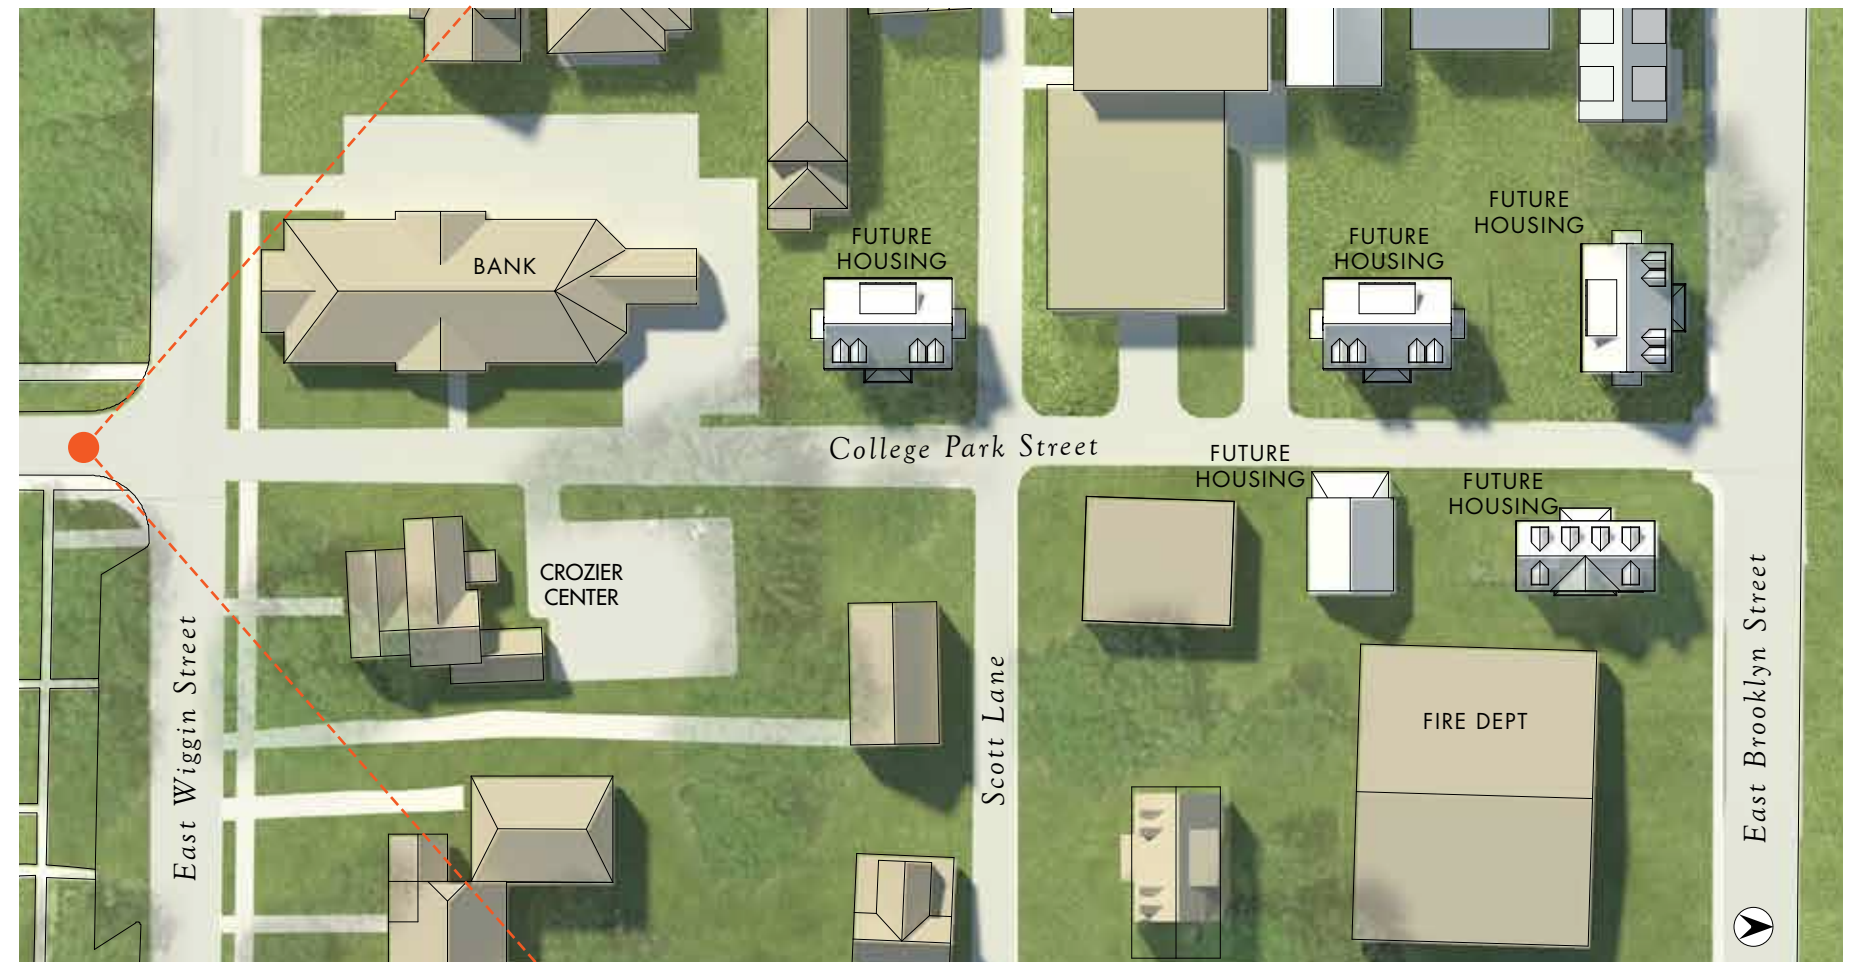 FUTURE
HOUSING
FUTURE
HOUSING
FUTURE
HOUSING
BANK
College Park Street
FUTURE
HOUSING
FUTURE
HOUSING
CROZIER
CENTER
East Wiggin Street
Scott Lane
East Brooklyn Street
FIRE DEPT